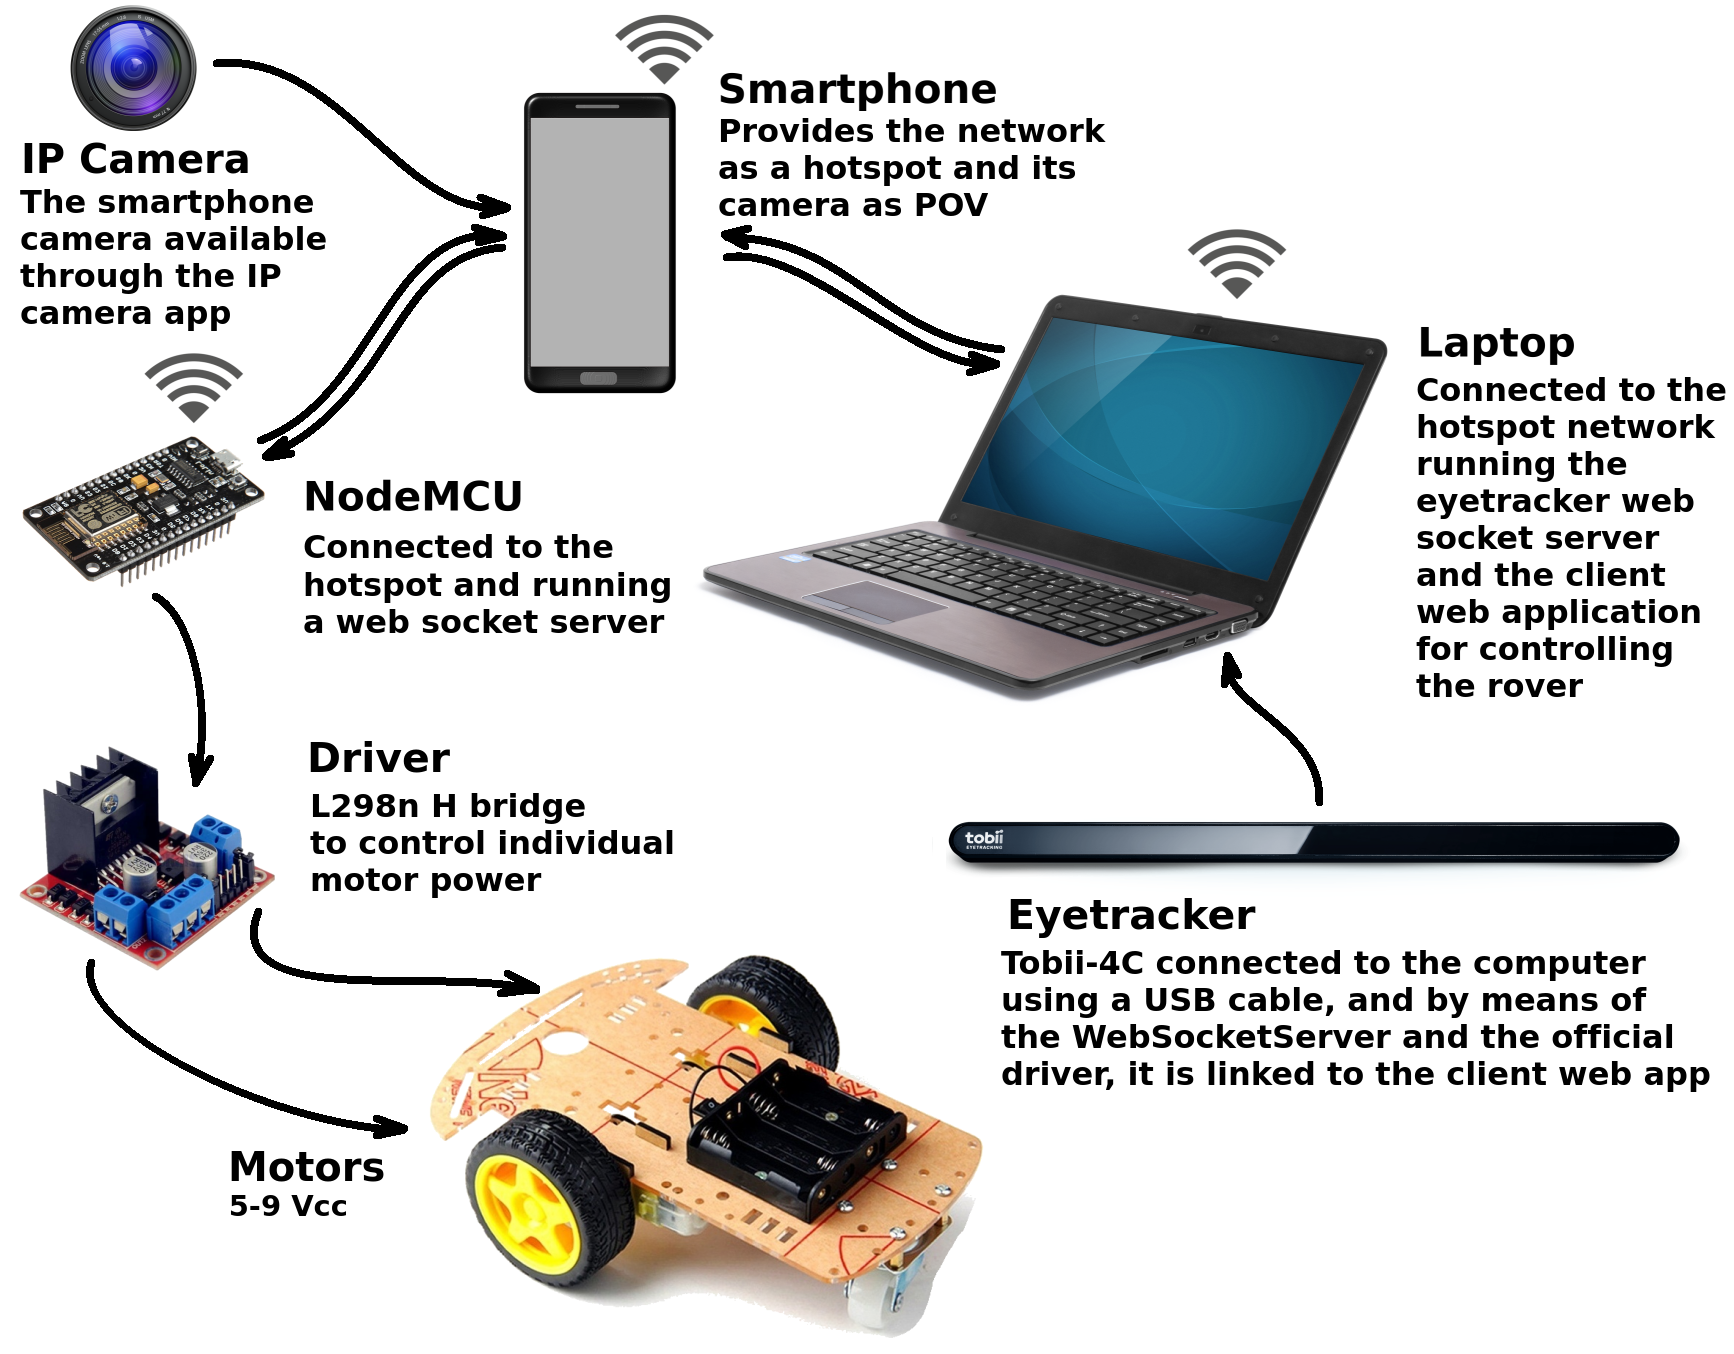 IP Camera
The smartphone
camera available
through the IP
camera app
Smartphone
Provides the network
as a hotspot and its
camera as POV
Laptop
Connected to the
hotspot network
running the
eyetracker web
socket server
and the client
web application
for controlling
the rover
NodeMCU
Connected to the
hotspot and running
a web socket server
Driver
L298n H bridge
to control individual
motor power
tobii
EYETRACKING
Eyetracker
Tobii-4C connected to the computer
using a USB cable, and by means of
the WebSocketServer and the official
driver, it is linked to the client web app
Motors
5-9 Vcc